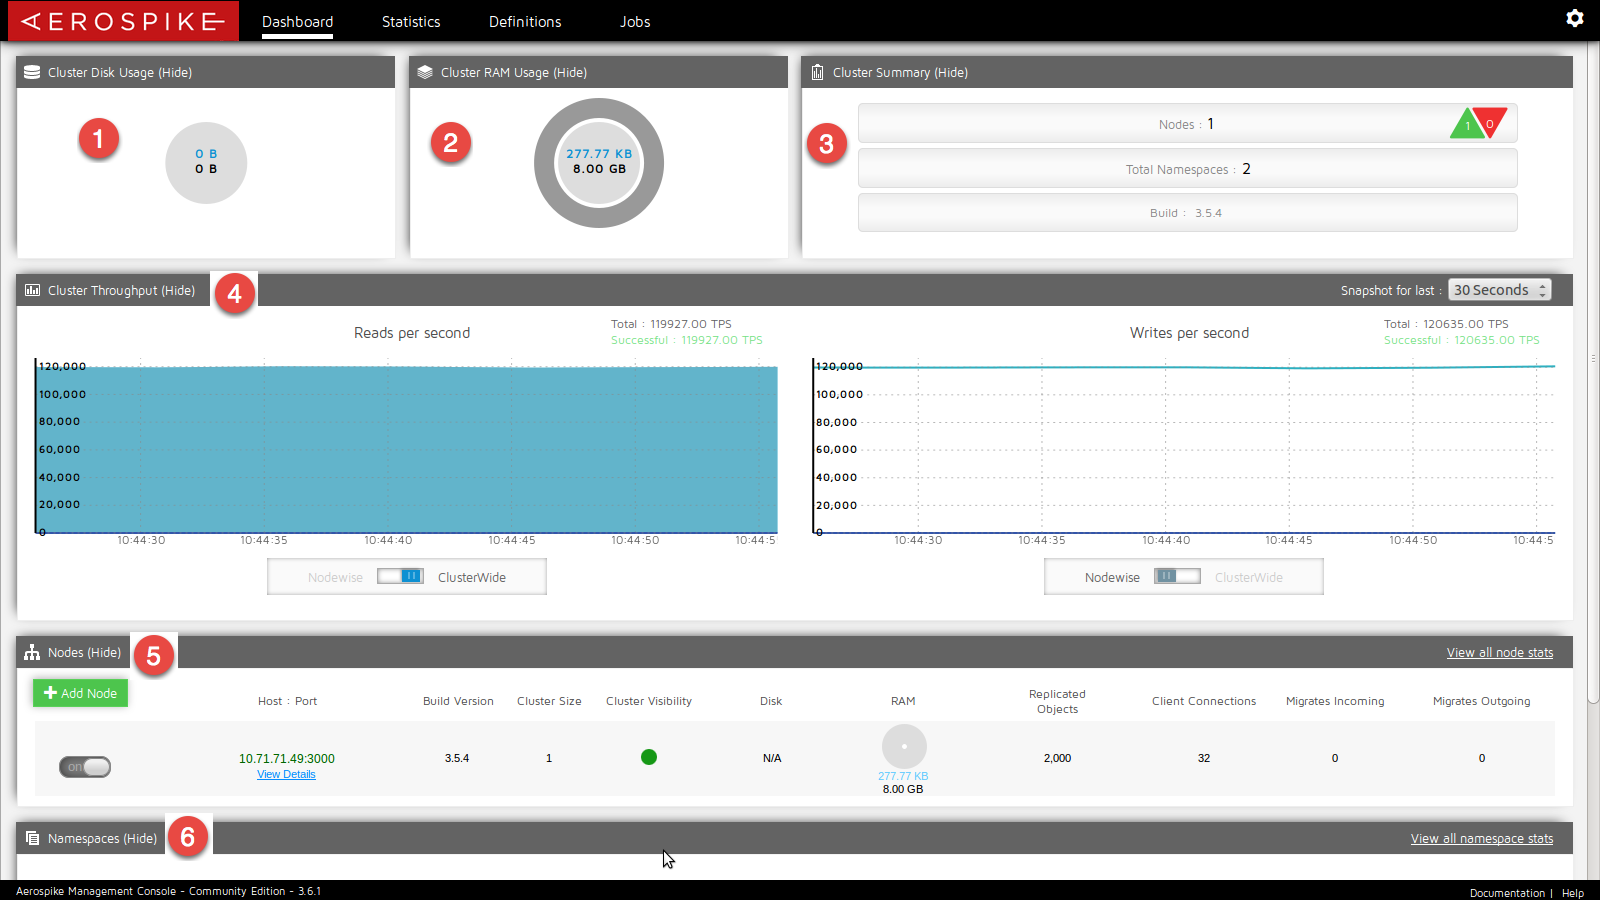 AEROSPIKE
Dashboard Statistics Definitions Jobs
Cluster Disk Usage (Hide)
1
0 B
0 B
Cluster RAM Usage (Hide)
2
277.77 KB
8.00 GB
Cluster Summary (Hide)
3
Nodes : 1
1 0
Total Namespaces : 2
Build : 3.5.4
Cluster Throughput (Hide)
4
Snapshot for last : 30 Seconds
Reads per second
Total : 119927.00 TPS
Successful : 119927.00 TPS
120,000
100,000
80,000
60,000
40,000
20,000
0
10:44:30 10:44:35 10:44:40 10:44:45 10:44:50 10:44:5
Nodewise ClusterWide
Writes per second
Total : 120635.00 TPS
Successful : 120635.00 TPS
120,000
100,000
80,000
60,000
40,000
20,000
0
10:44:30 10:44:35 10:44:40 10:44:45 10:44:50 10:44:5
Nodewise ClusterWide
Nodes (Hide)
5
View all node stats
Add Node
Host : Port Build Version Cluster Size Cluster Visibility Disk RAM Replicated Objects Client Connections Migrates Incoming Migrates Outgoing
on 10.71.71.49:3000 3.5.4 1 N/A 2,000 32 0 0
View Details
277.77 KB
8.00 GB
Namespaces (Hide)
6
View all namespace stats
Aerospike Management Console - Community Edition - 3.6.1
Documentation | Help